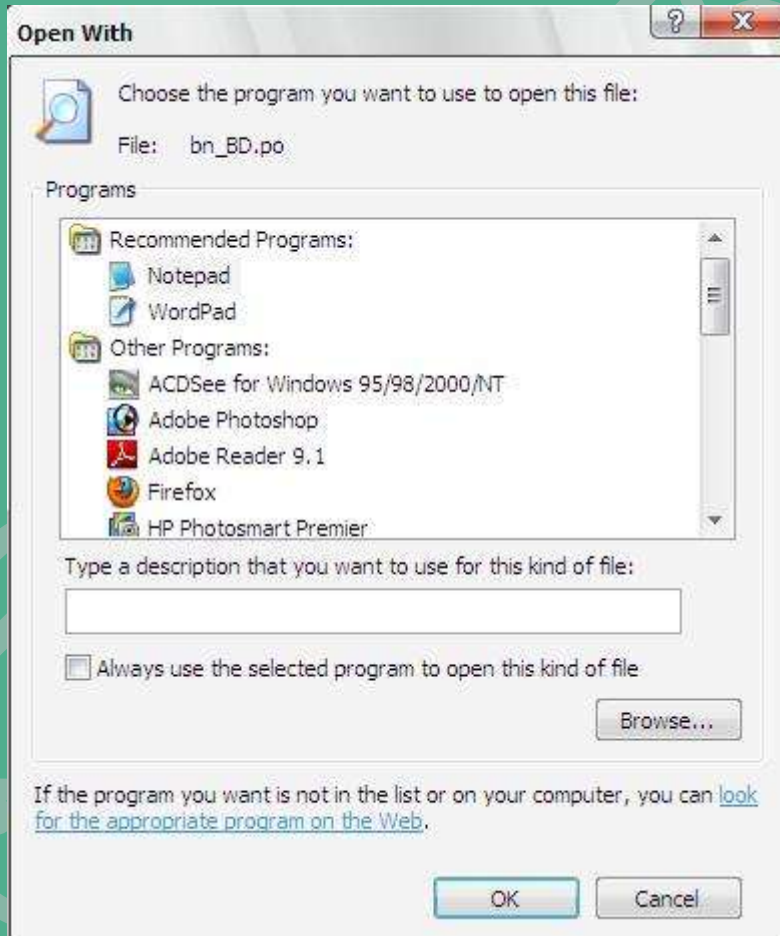 Open With
Choose the program you want to use to open this file:
File: bn_BD.po
Programs
Recommended Programs:
Notepad
WordPad
Other Programs:
ACDSee for Windows 95/98/2000/NT
Adobe Photoshop
Adobe Reader 9.1
Firefox
HP Photosmart Premier
Type a description that you want to use for this kind of file:
Always use the selected program to open this kind of file
Browse...
If the program you want is not in the list or on your computer, you can look
for the appropriate program on the Web.
OK
Cancel